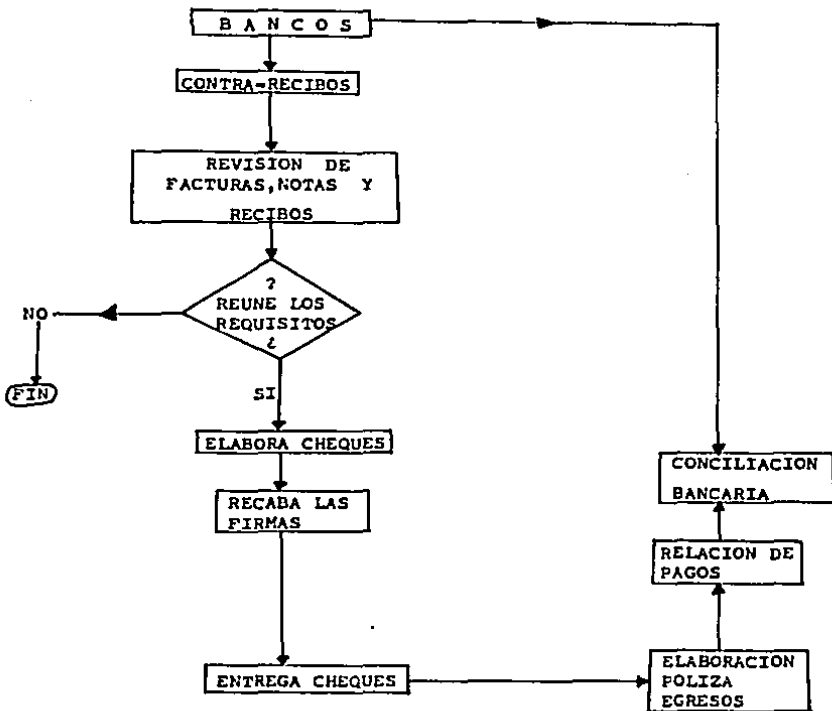 B A N C O S
CONTRA-RECIBOS
REVISION DE
FACTURAS,NOTAS Y
RECIBOS
?
REUNE LOS
REQUISITOS
¿
NO
FIN
SI
ELABORA CHEQUES
RECABA LAS
FIRMAS
ENTREGA CHEQUES
ELABORACION
POLIZA
EGRESOS
RELACION DE
PAGOS
CONCILIACION
BANCARIA